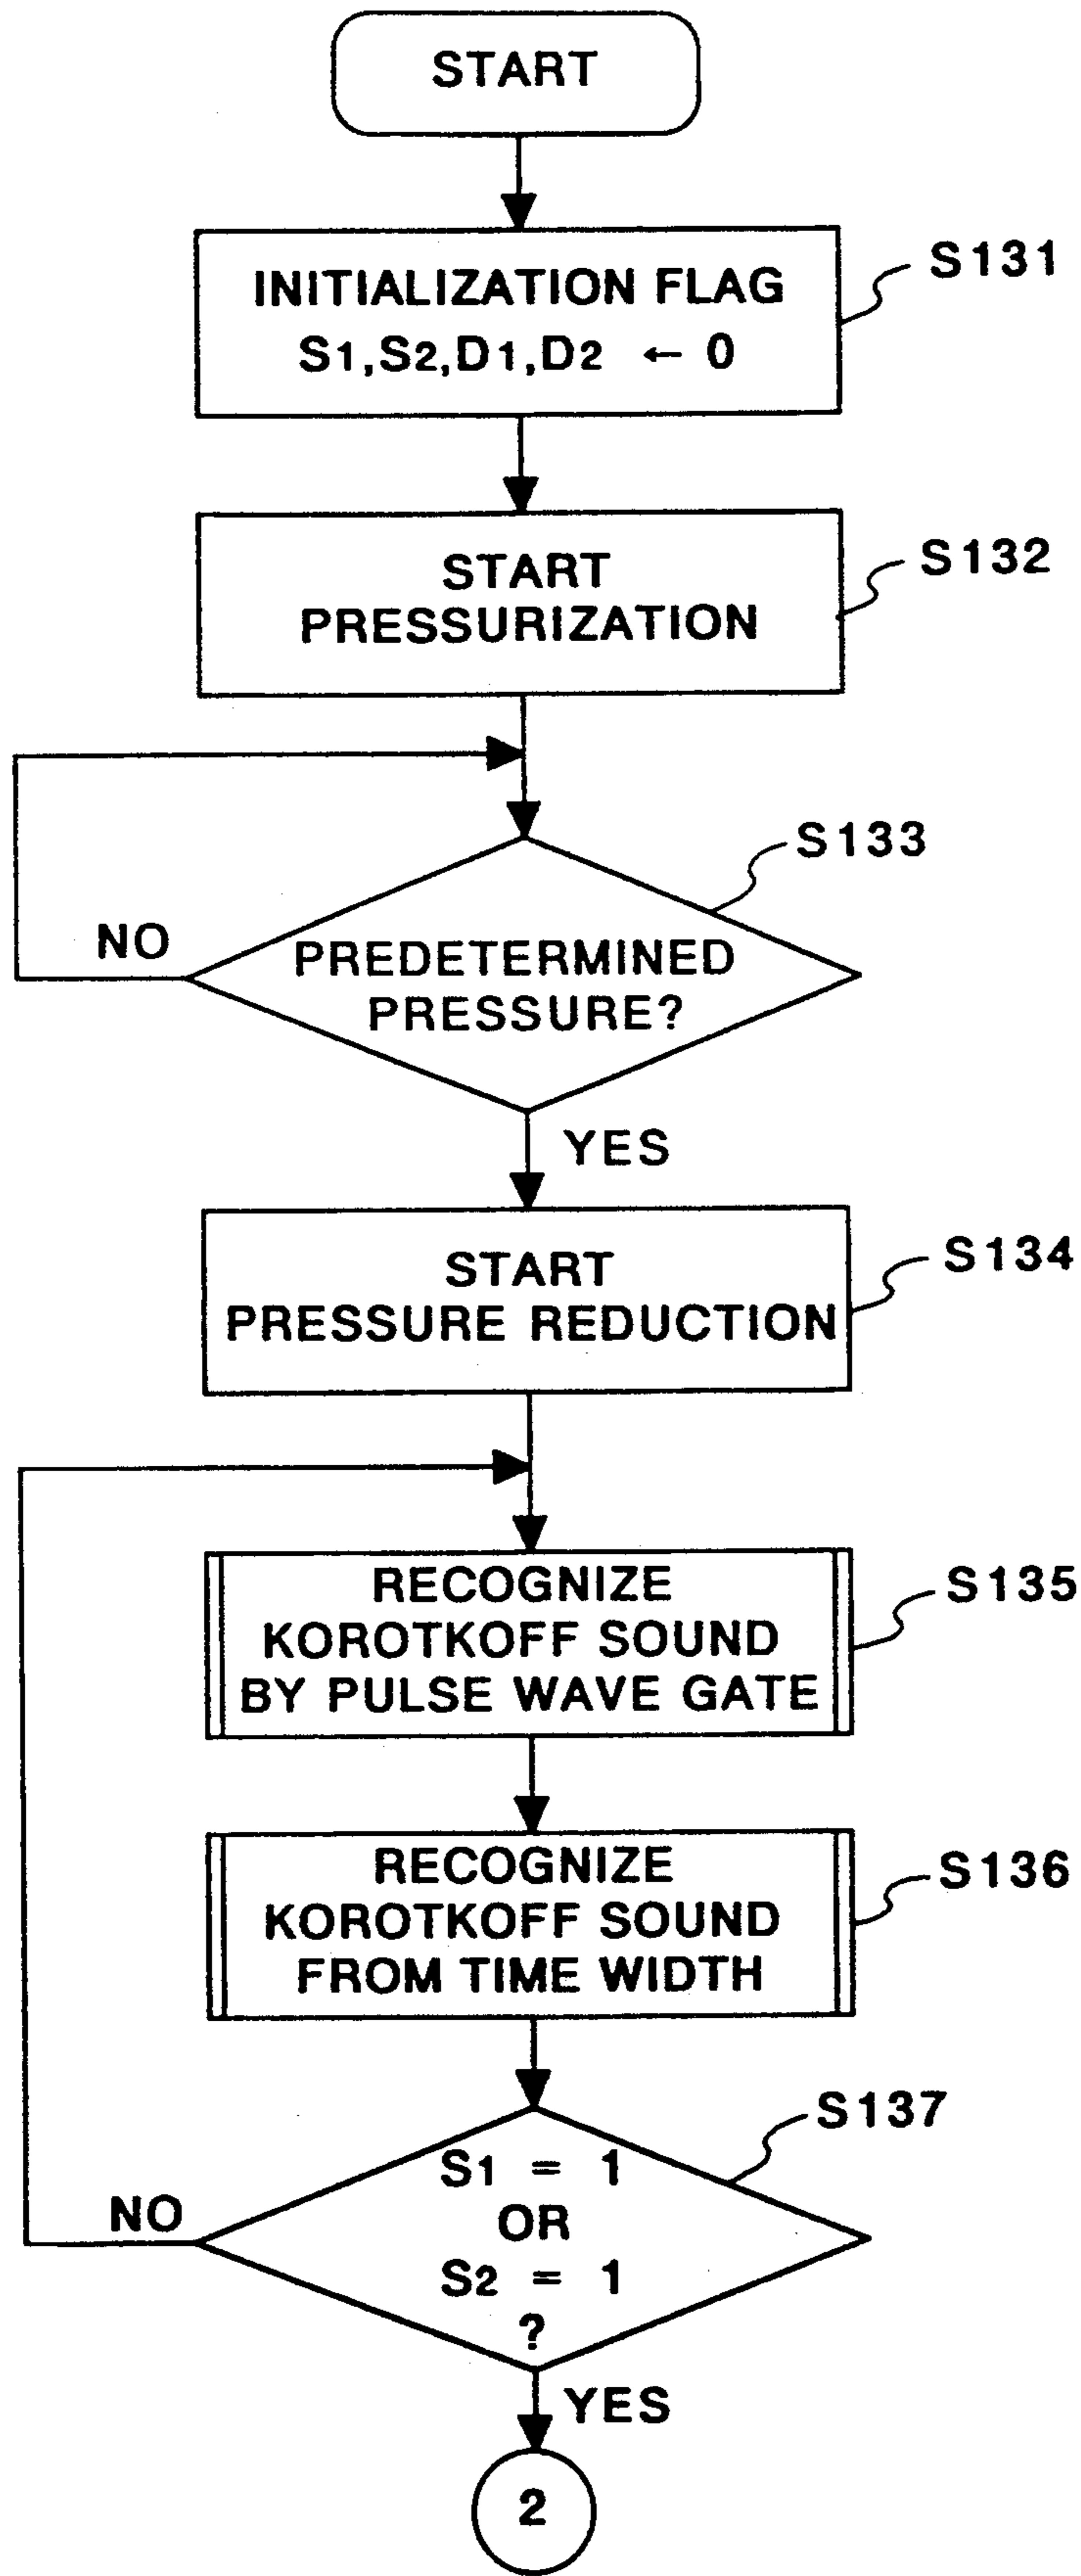 START
INITIALIZATION FLAG
S1,S2,D1,D2 ← 0
S131
START
PRESSURIZATION
S132
S133
NO
PREDETERMINED
PRESSURE?
YES
START
PRESSURE REDUCTION
S134
RECOGNIZE
KOROTKOFF SOUND
BY PULSE WAVE GATE
S135
RECOGNIZE
KOROTKOFF SOUND
FROM TIME WIDTH
S136
S137
S1 = 1
NO
OR
S2 = 1
?
YES
2